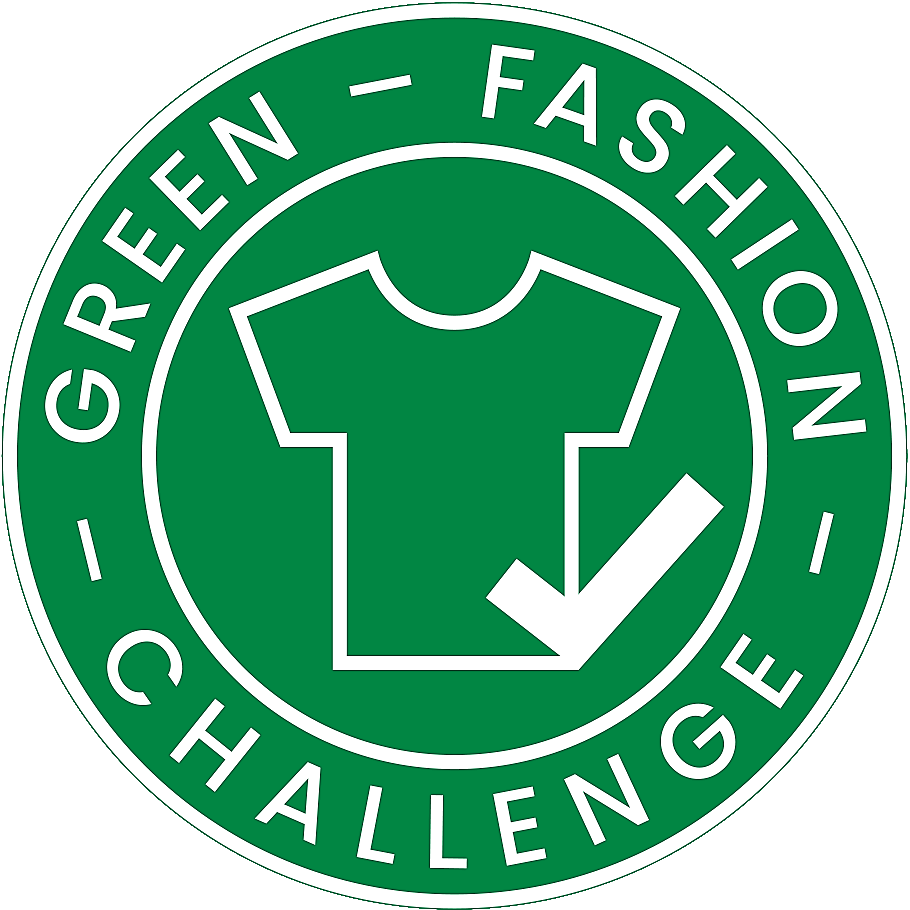 GREEN – FASHION – CHALLENGE –